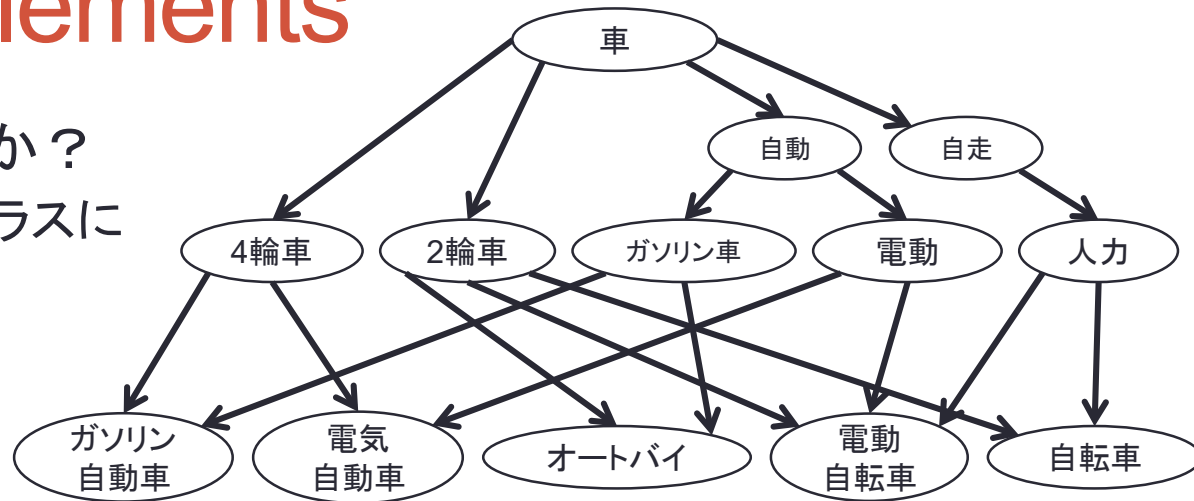 lements
車
か？
自動
自走
ラスに
4輪車
2輪車
ガソリン車
電動
人力
ガソリン
自動車
電気
自動車
オートバイ
電動
自転車
自転車